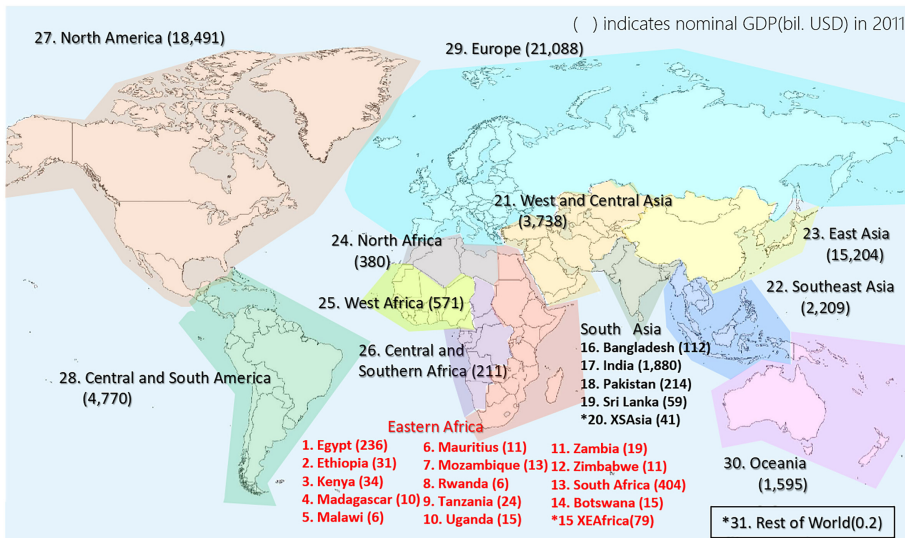 (   ) indicates nominal GDP(bil. USD) in 2011
27. North America (18,491)
29. Europe (21,088)
21. West and Central Asia
(3,738)
24. North Africa
(380)
23. East Asia
(15,204)
25. West Africa (571)
22. Southeast Asia
(2,209)
26. Central and
Southern Africa (211)
28. Central and South America
(4,770)
South Asia
16. Bangladesh (112)
17. India (1,880)
18. Pakistan (214)
19. Sri Lanka (59)
*20. XSAsia (41)
Eastern Africa
1. Egypt (236)
2. Ethiopia (31)
3. Kenya (34)
4. Madagascar (10)
5. Malawi (6)
6. Mauritius (11)
7. Mozambique (13)
8. Rwanda (6)
9. Tanzania (24)
10. Uganda (15)
11. Zambia (19)
12. Zimbabwe (11)
13. South Africa (404)
14. Botswana (15)
*15 XEAfrica(79)
30. Oceania
(1,595)
*31. Rest of World(0.2)